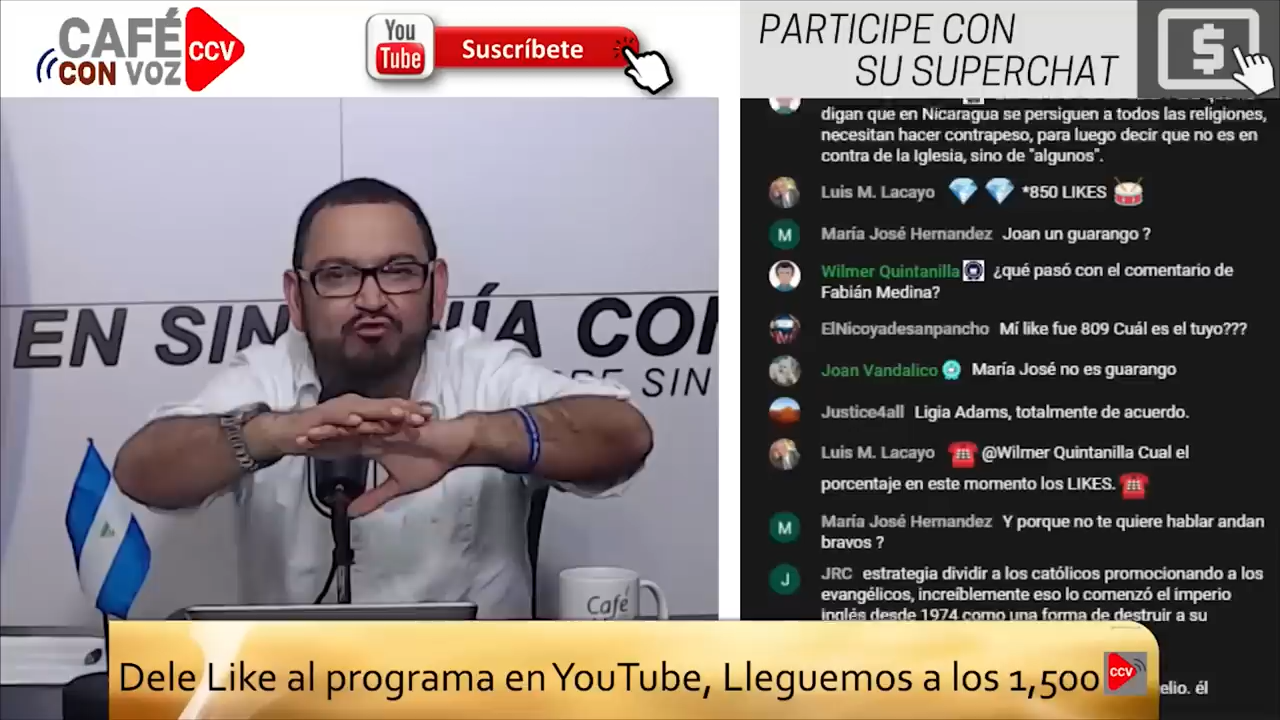 CAFÉ
CON VOZ
CCV
You
Tube
Suscríbete
PARTICIPE CON
SU SUPERCHAT
$
EN SIN
ÍA CON
SIN
Café
digan que en Nicaragua se persiguen a todos las religiones,
necesitan hacer contrapeso, para luego decir que no es en
contra de la Iglesia, sino de "algunos".
Luis M. Lacayo *850 LIKES
M María José Hernandez Joan un guarango ?
Wilmer Quintanilla ¿qué pasó con el comentario de
Fabián Medina?
ElNicoyadesanpancho Mí like fue 809 Cuál es el tuyo???
Joan Vandalico María José no es guarango
Justice4all Ligia Adams, totalmente de acuerdo.
Luis M. Lacayo @Wilmer Quintanilla Cual el
porcentaje en este momento los LIKES.
M María José Hernandez Y porque no te quiere hablar andan
bravos ?
J JRC estrategia dividir a los católicos promocionando a los
evangélicos, increíblemente eso lo comenzó el imperio
inglés desde 1974 como una forma de destruir a su
elio. él
Dele Like al programa en YouTube, Lleguemos a los 1,500
CCV